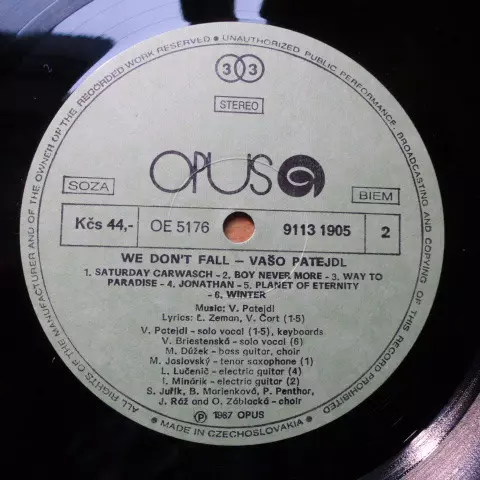 ALL RIGHTS OF THE MANUFACTURER AND OF THE OWNER OF THE RECORDED WORK RESERVED • UNAUTHORIZED PUBLIC PERFORMANCE, BROADCASTING AND COPYING OF THIS RECORD PROHIBITED
33
STEREO
OPUS
SOZA
BIEM
Kčs 44,- OE 5176 9113 1905 2
WE DON'T FALL – VAŠO PATEJDL
1. SATURDAY CARWASCH - 2. BOY NEVER MORE - 3. WAY TO
PARADISE - 4. JONATHAN - 5. PLANET OF ETERNITY
- 6. WINTER
Music: V. Patejdl
Lyrics: Ľ. Zeman, V. Čort (1-5)
V. Patejdl - solo vocal (1-5), keyboards
V. Briestenská - solo vocal (6)
M. Dúžek - bass guitar, choir
M. Jaslovský - tenor saxophone (1)
L. Lučenič - electric guitar (4)
I. Minárik - electric guitar (2)
S. Juřík, B. Marienková, P. Penthor,
J. Ráž and O. Záblacká - choir
Ⓟ 1987 OPUS
• MADE IN CZECHOSLOVAKIA •